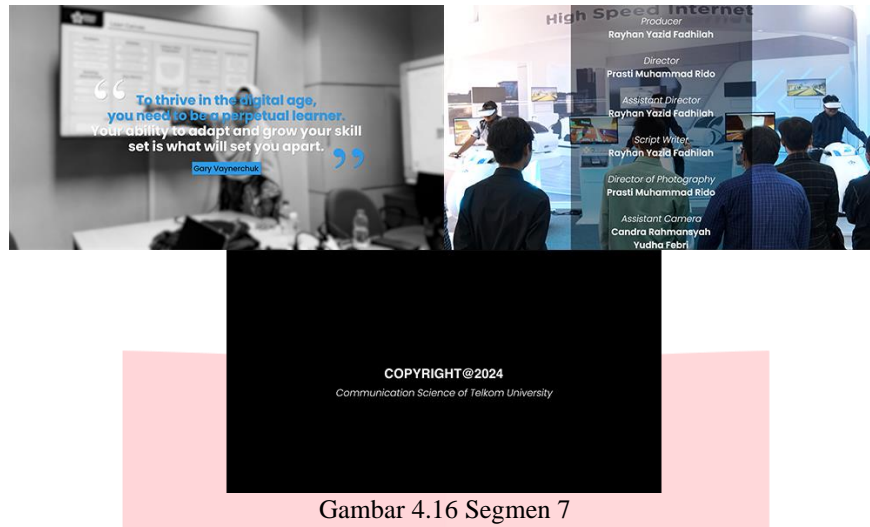 To thrive in the digital age,
you need to be a perpetual learner.
Your ability to adapt and grow your skill
set is what will set you apart.
Gary Vaynerchuk
High Speed Internet
Producer
Rayhan Yazid Fadhilah
Director
Prasti Muhammad Rido
Assistant Director
Rayhan Yazid Fadhilah
Script Writer
Rayhan Yazid Fadhilah
Director of Photography
Prasti Muhammad Rido
Assistant Camera
Candra Rahmansyah
Yudha Febri
COPYRIGHT@2024
Communication Science of Telkom University
Gambar 4.16 Segmen 7